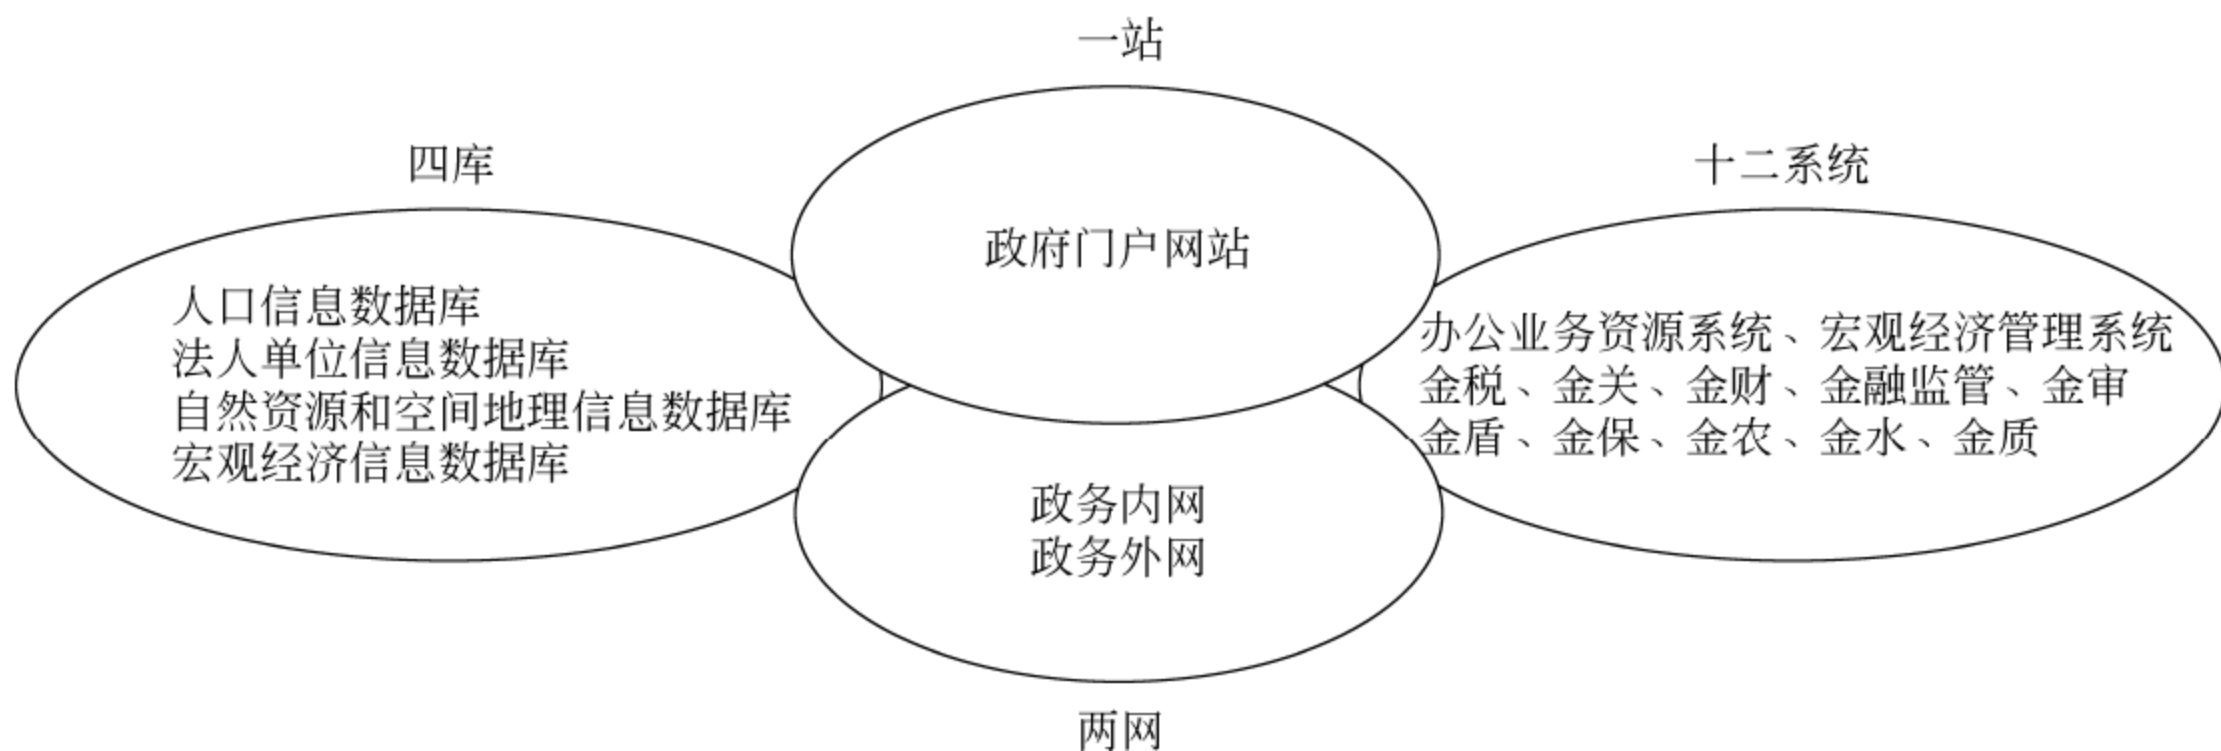 一站
四库
十二系统
政府门户网站
人口信息数据库
法人单位信息数据库
自然资源和空间地理信息数据库
宏观经济信息数据库
办公业务资源系统、宏观经济管理系统
金税、金关、金财、金融监管、金审
金盾、金保、金农、金水、金质
政务内网
政务外网
两网